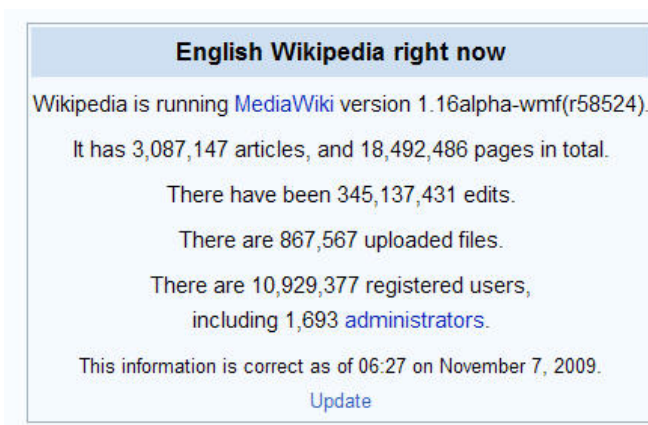 English Wikipedia right now
Wikipedia is running MediaWiki version 1.16alpha-wmf(r58524).
It has 3,087,147 articles, and 18,492,486 pages in total.
There have been 345,137,431 edits.
There are 867,567 uploaded files.
There are 10,929,377 registered users,
including 1,693 administrators.
This information is correct as of 06:27 on November 7, 2009.
Update